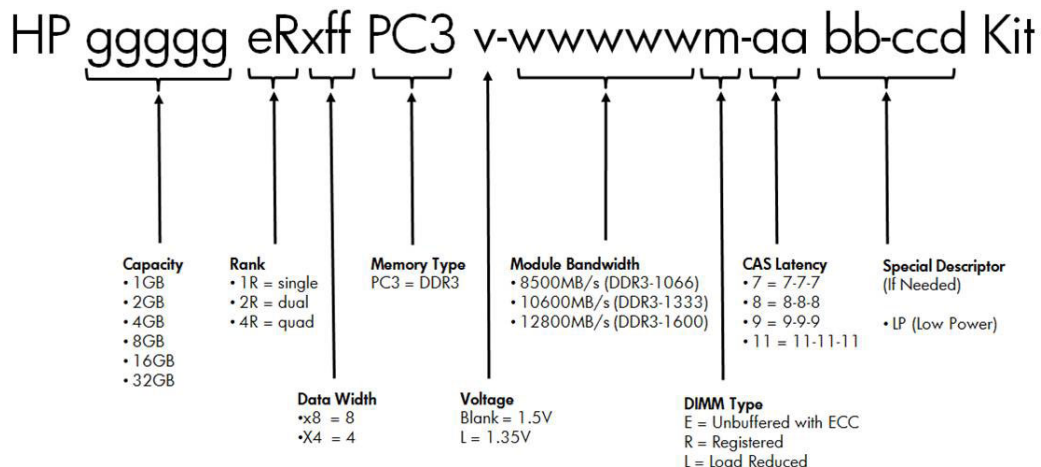 HP ggggg eRxff PC3 v-wwwwwm-aa bb-ccd Kit
Capacity
• 1GB
• 2GB
• 4GB
• 8GB
• 16GB
• 32GB
Rank
• 1R = single
• 2R = dual
• 4R = quad
Memory Type
PC3 = DDR3
Module Bandwidth
• 8500MB/s (DDR3-1066)
• 10600MB/s (DDR3-1333)
• 12800MB/s (DDR3-1600)
CAS Latency
• 7 = 7-7-7
• 8 = 8-8-8
• 9 = 9-9-9
• 11 = 11-11-11
Special Descriptor
(If Needed)
• LP (Low Power)
Data Width
•x8 = 8
•X4 = 4
Voltage
Blank = 1.5V
L = 1.35V
DIMM Type
E = Unbuffered with ECC
R = Registered
L = Load Reduced